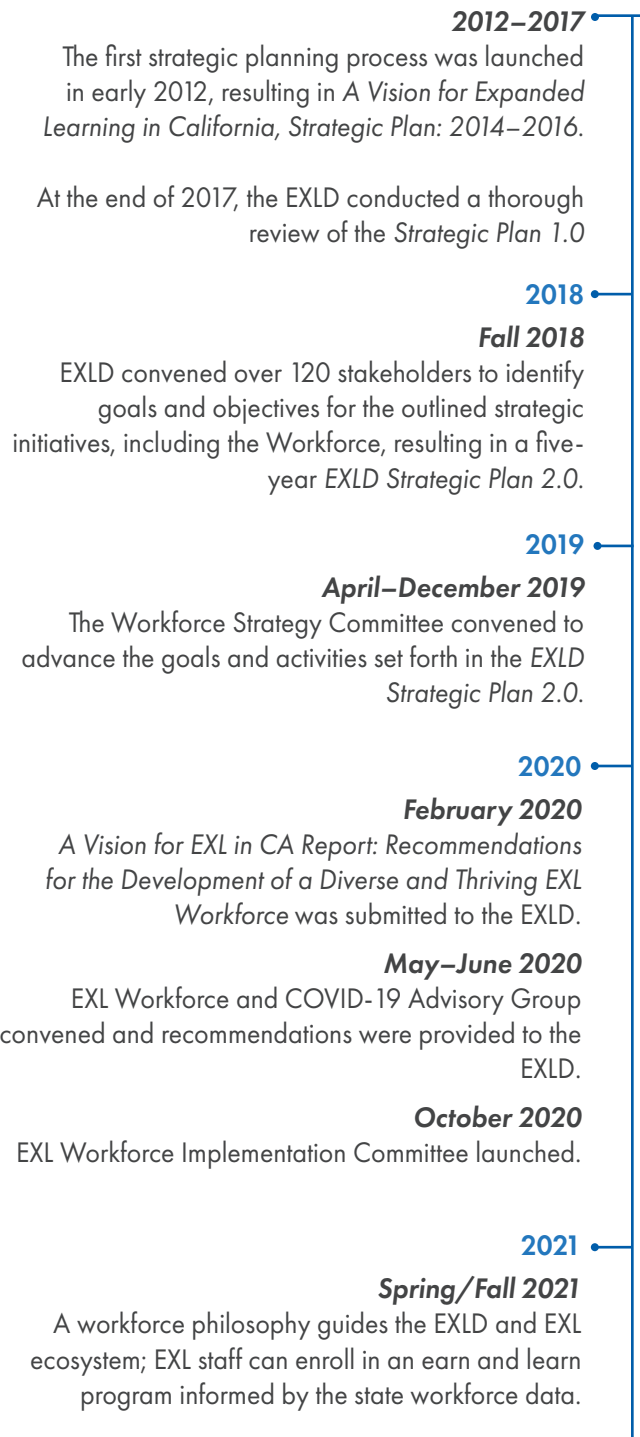 2012–2017
The first strategic planning process was launched
in early 2012, resulting in A Vision for Expanded
Learning in California, Strategic Plan: 2014–2016.
At the end of 2017, the EXLD conducted a thorough
review of the Strategic Plan 1.0
2018
Fall 2018
EXLD convened over 120 stakeholders to identify
goals and objectives for the outlined strategic
initiatives, including the Workforce, resulting in a five-
year EXLD Strategic Plan 2.0.
2019
April–December 2019
The Workforce Strategy Committee convened to
advance the goals and activities set forth in the EXLD
Strategic Plan 2.0.
2020
February 2020
A Vision for EXL in CA Report: Recommendations
for the Development of a Diverse and Thriving EXL
Workforce was submitted to the EXLD.
May–June 2020
EXL Workforce and COVID-19 Advisory Group
convened and recommendations were provided to the
EXLD.
October 2020
EXL Workforce Implementation Committee launched.
2021
Spring/Fall 2021
A workforce philosophy guides the EXLD and EXL
ecosystem; EXL staff can enroll in an earn and learn
program informed by the state workforce data.